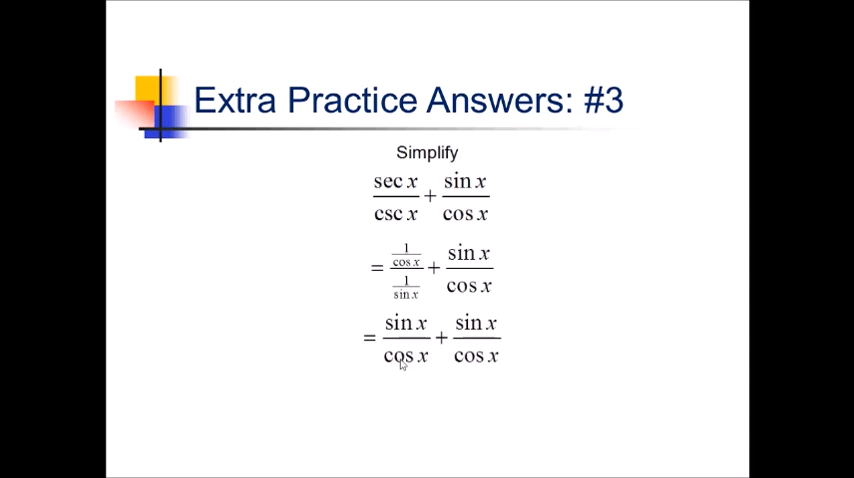 Extra Practice Answers: #3
Simplify
sec x / csc x + sin x / cos x
= (1 / cos x) / (1 / sin x) + sin x / cos x
= sin x / cos x + sin x / cos x